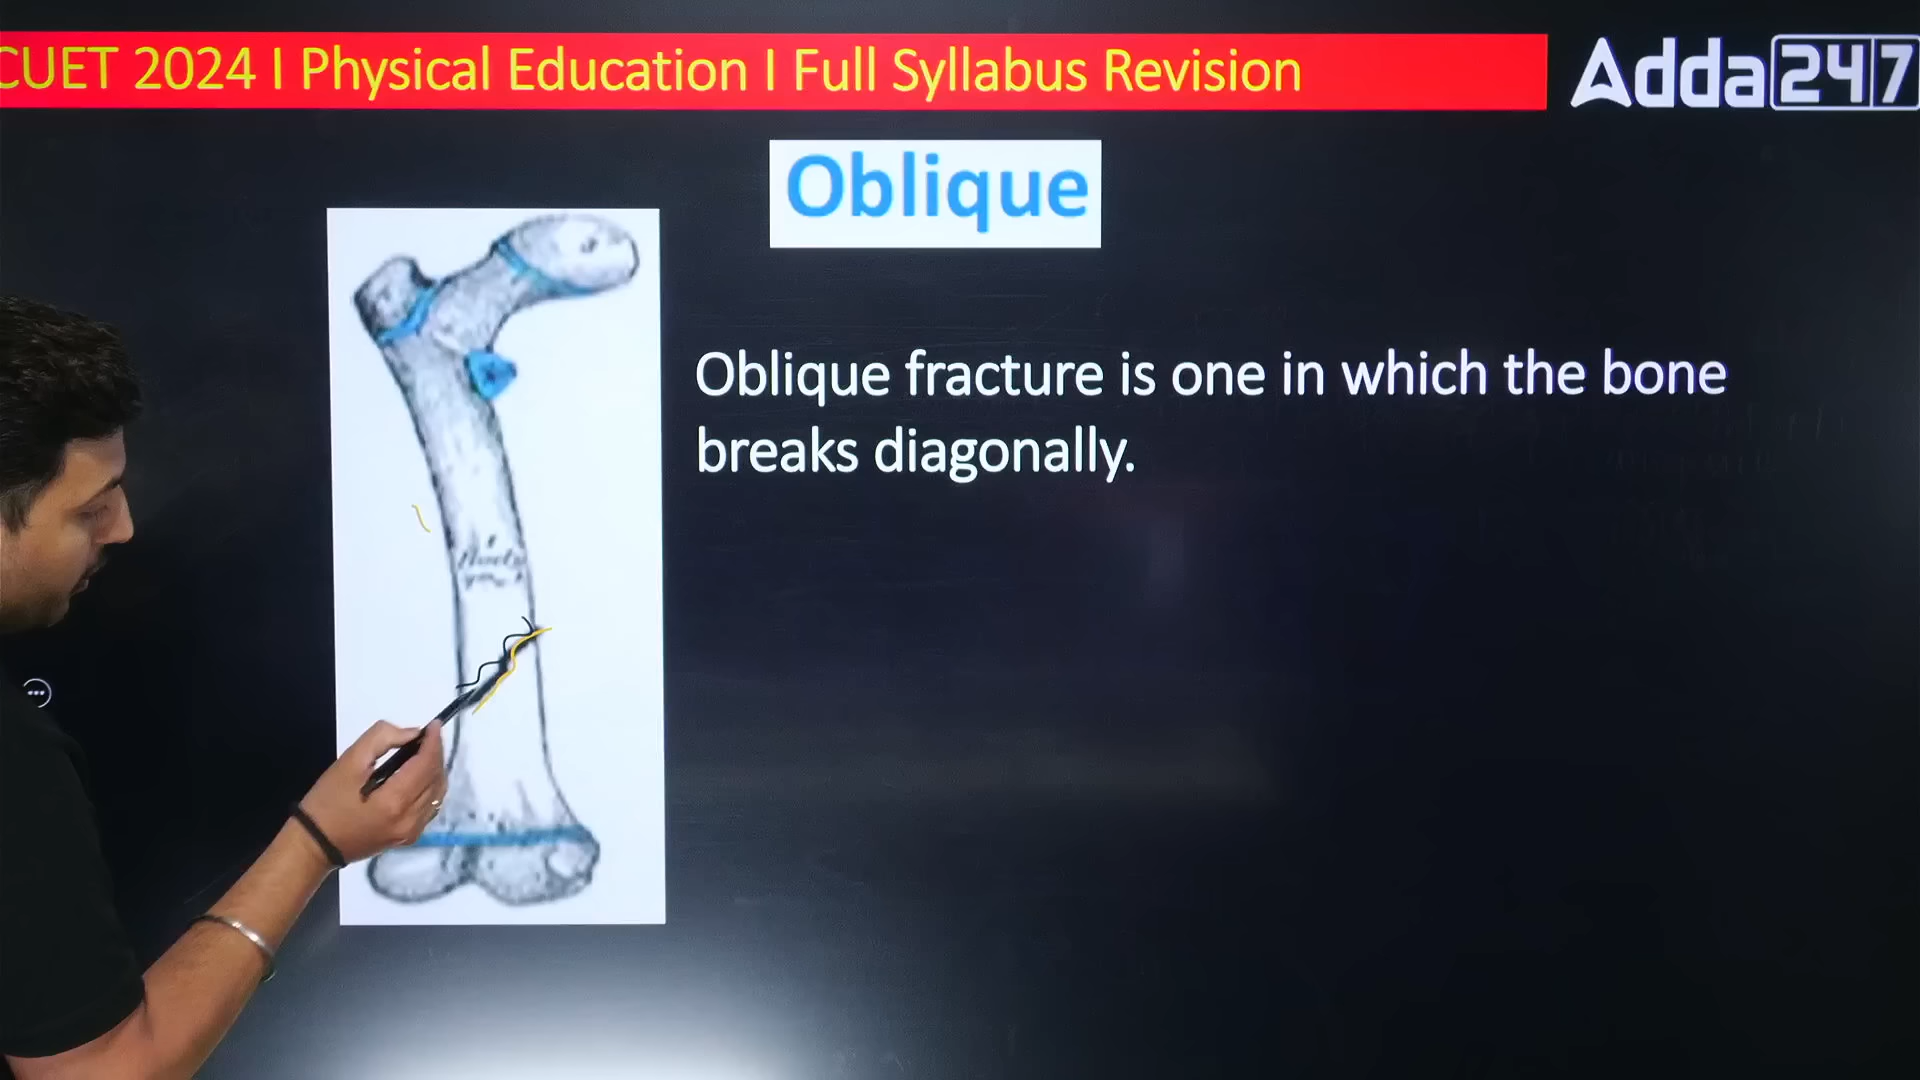 CUET 2024 I Physical Education I Full Syllabus Revision
Adda247
Oblique
Oblique fracture is one in which the bone
breaks diagonally.